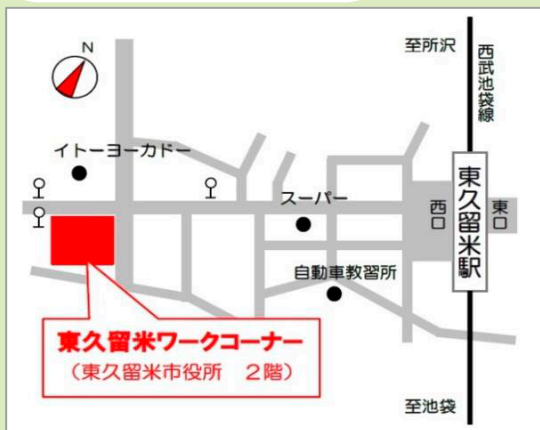 N
至所沢
西武池袋線
イトーヨーカドー
スーパー
西口
東久留米駅
東口
自動車教習所
東久留米ワークコーナー
（東久留米市役所　２階）
至池袋